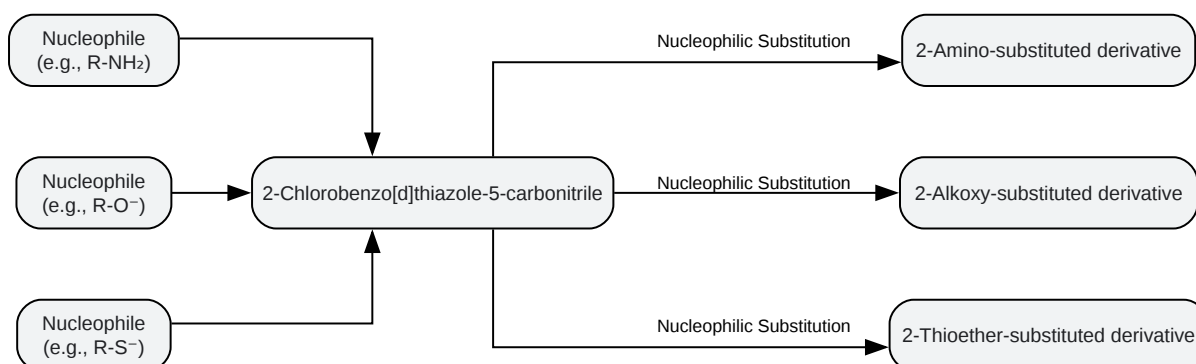 Nucleophile
(e.g., R-NH₂)
Nucleophilic Substitution
2-Amino-substituted derivative
Nucleophile
(e.g., R-O⁻)
2-Chlorobenzo[d]thiazole-5-carbonitrile
Nucleophilic Substitution
2-Alkoxy-substituted derivative
Nucleophile
(e.g., R-S⁻)
Nucleophilic Substitution
2-Thioether-substituted derivative